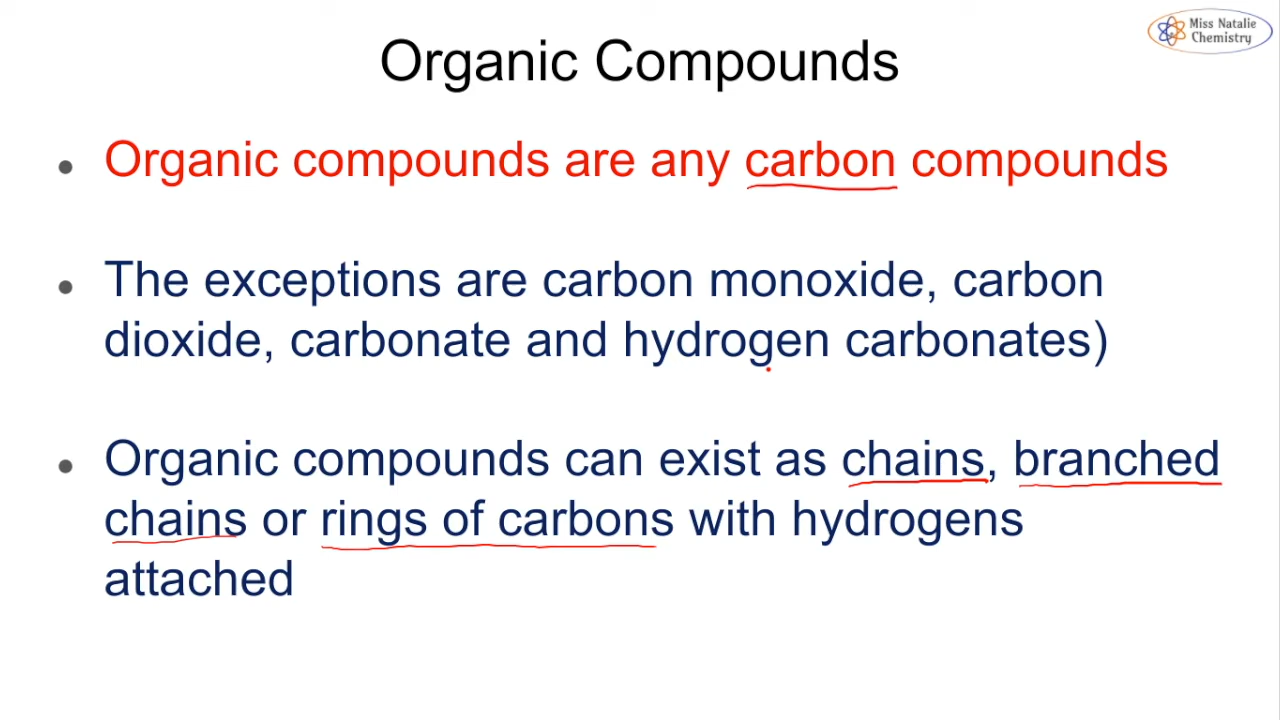 Miss Natalie
Chemistry
Organic Compounds
• Organic compounds are any carbon compounds
• The exceptions are carbon monoxide, carbon
dioxide, carbonate and hydrogen carbonates)
• Organic compounds can exist as chains, branched
chains or rings of carbons with hydrogens
attached